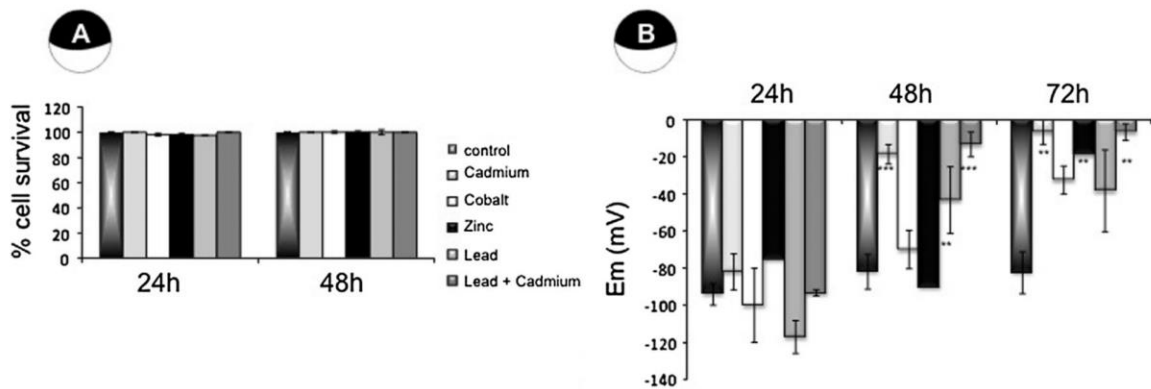 A
% cell survival
120
100
80
60
40
20
0
24h
48h
control
Cadmium
Cobalt
Zinc
Lead
Lead + Cadmium
B
24h
48h
72h
Em (mV)
0
-20
-40
-60
-80
-100
-120
-140
***
**
***
**
**
**